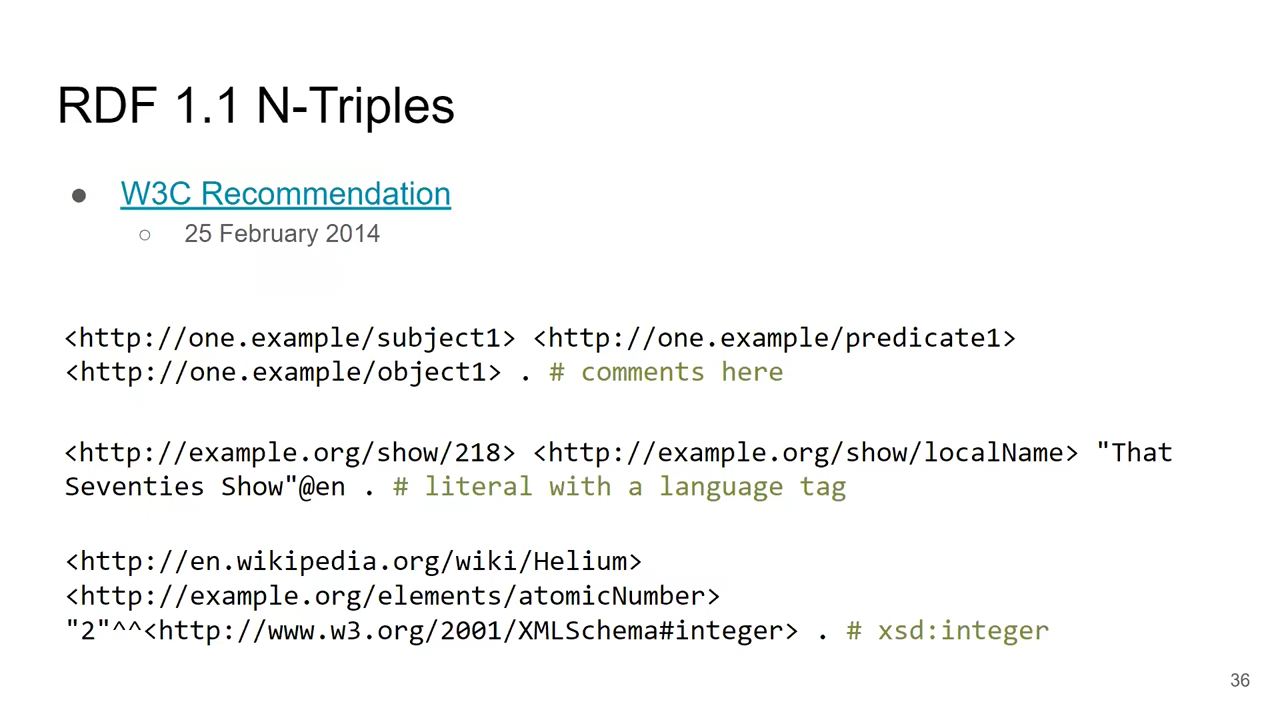 RDF 1.1 N-Triples
● W3C Recommendation
○ 25 February 2014
<http://one.example/subject1> <http://one.example/predicate1>
<http://one.example/object1> . # comments here
<http://example.org/show/218> <http://example.org/show/localName> "That
Seventies Show"@en . # literal with a language tag
<http://en.wikipedia.org/wiki/Helium>
<http://example.org/elements/atomicNumber>
"2"^^<http://www.w3.org/2001/XMLSchema#integer> . # xsd:integer
36